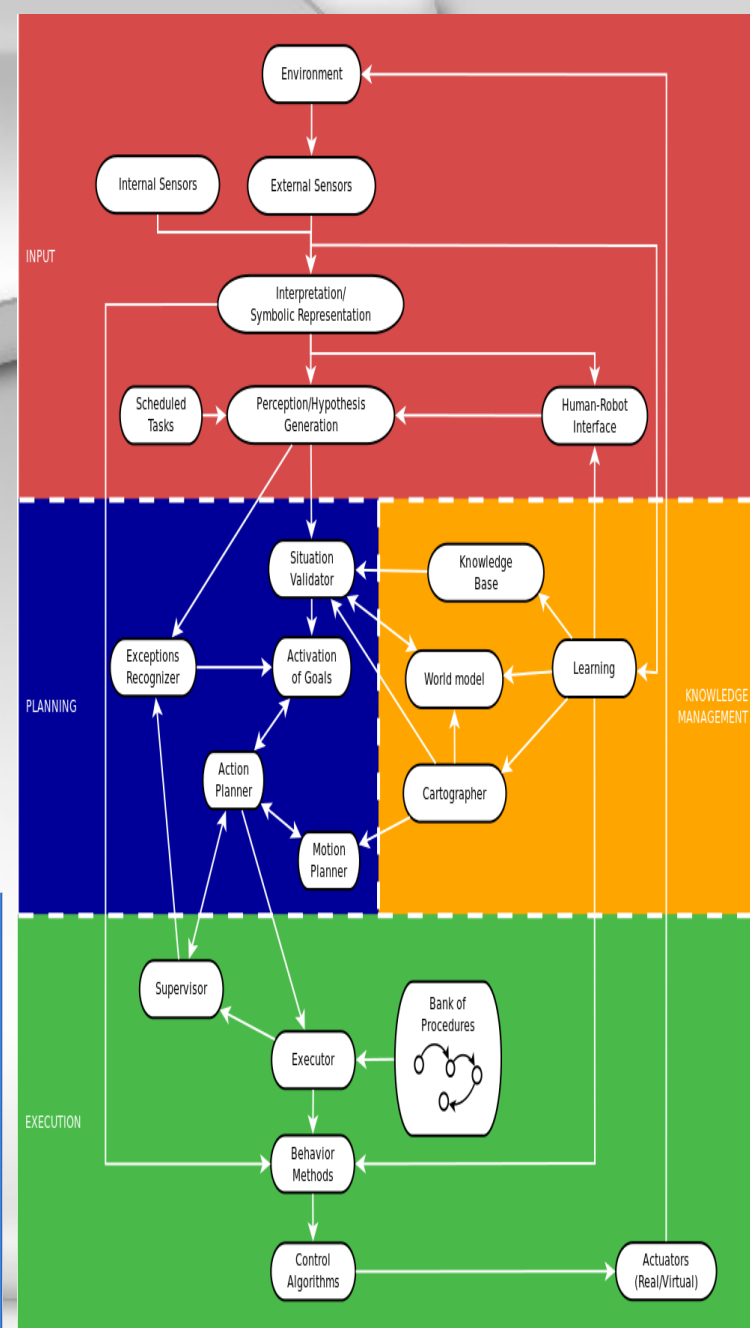 Environment
Internal Sensors
External Sensors
INPUT
Interpretation/
Symbolic Representation
Scheduled
Tasks
Perception/Hypothesis
Generation
Human-Robot
Interface
Situation
Validator
Knowledge
Base
Exceptions
Recognizer
Activation
of Goals
World model
Learning
PLANNING
KNOWLEDGE
MANAGEMENT
Action
Planner
Cartographer
Motion
Planner
Supervisor
Bank of
Procedures
Executor
EXECUTION
Behavior
Methods
Control
Algorithms
Actuators
(Real/Virtual)